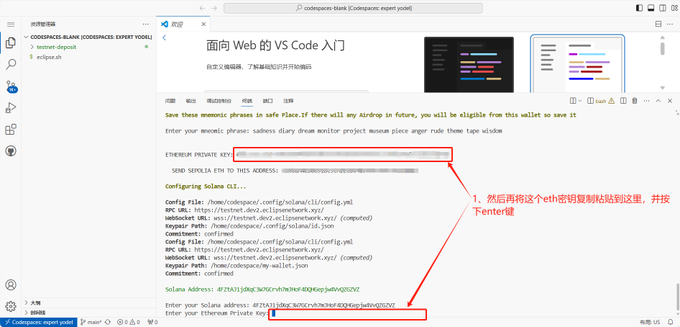 codespaces-blank [Codespaces: expert yodel]
资源管理器
CODESPACES-BLANK [CODESPACES: EXPERT YODEL]
testnet-deposit
eclipse.sh
欢迎
面向 Web 的 VS Code 入门
自定义编辑器、了解基础知识并开始编码
问题 输出 调试控制台 终端 端口 注释
bash
Save these mnemonic phrases in safe Place.If there will any Airdrop in future, you will be eligible from this wallet so save it
Enter your mneomic phrase: sadness diary dream monitor project museum piece anger rude theme tape wisdom
ETHEREUM PRIVATE KEY:
SEND SEPOLIA ETH TO THIS ADDRESS:
Configuring Solana CLI...
Config File: /home/codespace/.config/solana/cli/config.yml
RPC URL: https://testnet.dev2.eclipsenetwork.xyz/
WebSocket URL: wss://testnet.dev2.eclipsenetwork.xyz/ (computed)
Keypair Path: /home/codespace/.config/solana/id.json
Commitment: confirmed
Config File: /home/codespace/.config/solana/cli/config.yml
RPC URL: https://testnet.dev2.eclipsenetwork.xyz/
WebSocket URL: wss://testnet.dev2.eclipsenetwork.xyz/ (computed)
Keypair Path: /home/codespace/my-wallet.json
Commitment: confirmed
Solana Address: 4FZtAJ1jdXqC3W7GCrvh7m3HoF4DQHGepjw4VvQZGZVZ
Enter your Solana address: 4FZtAJ1jdXqC3W7GCrvh7m3HoF4DQHGepjw4VvQZGZVZ
Enter your Ethereum Private Key:
1、然后再将这个eth密钥复制粘贴到这里，并按
下enter键
大纲
时间线
Codespaces: expert yodel
main*
0 0
0
布局: US